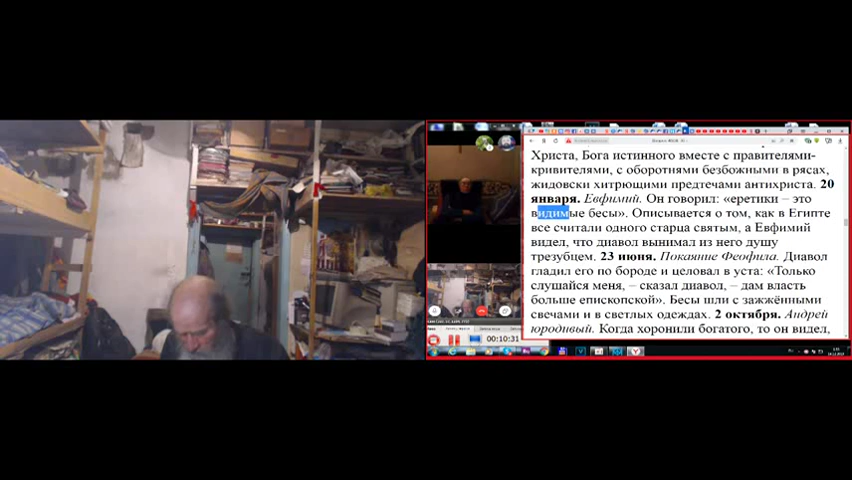 Христа, Бога истинного вместе с правителями-
кривителями, с оборотнями безбожными в рясах,
жидовски хитрющими предтечами антихриста. 20
января. Евфимий. Он говорил: «еретики – это
видимые бесы». Описывается о том, как в Египте
все считали одного старца святым, а Евфимий
видел, что диавол вынимал из него душу
трезубцем. 23 июня. Покаяние Феофила. Диавол
гладил его по бороде и целовал в уста: «Только
слушайся меня, – сказал диавол, – дам власть
больше епископской». Бесы шли с зажжёнными
свечами и в светлых одеждах. 2 октября. Андрей
юродивый. Когда хоронили богатого, то он видел,
00:10:31